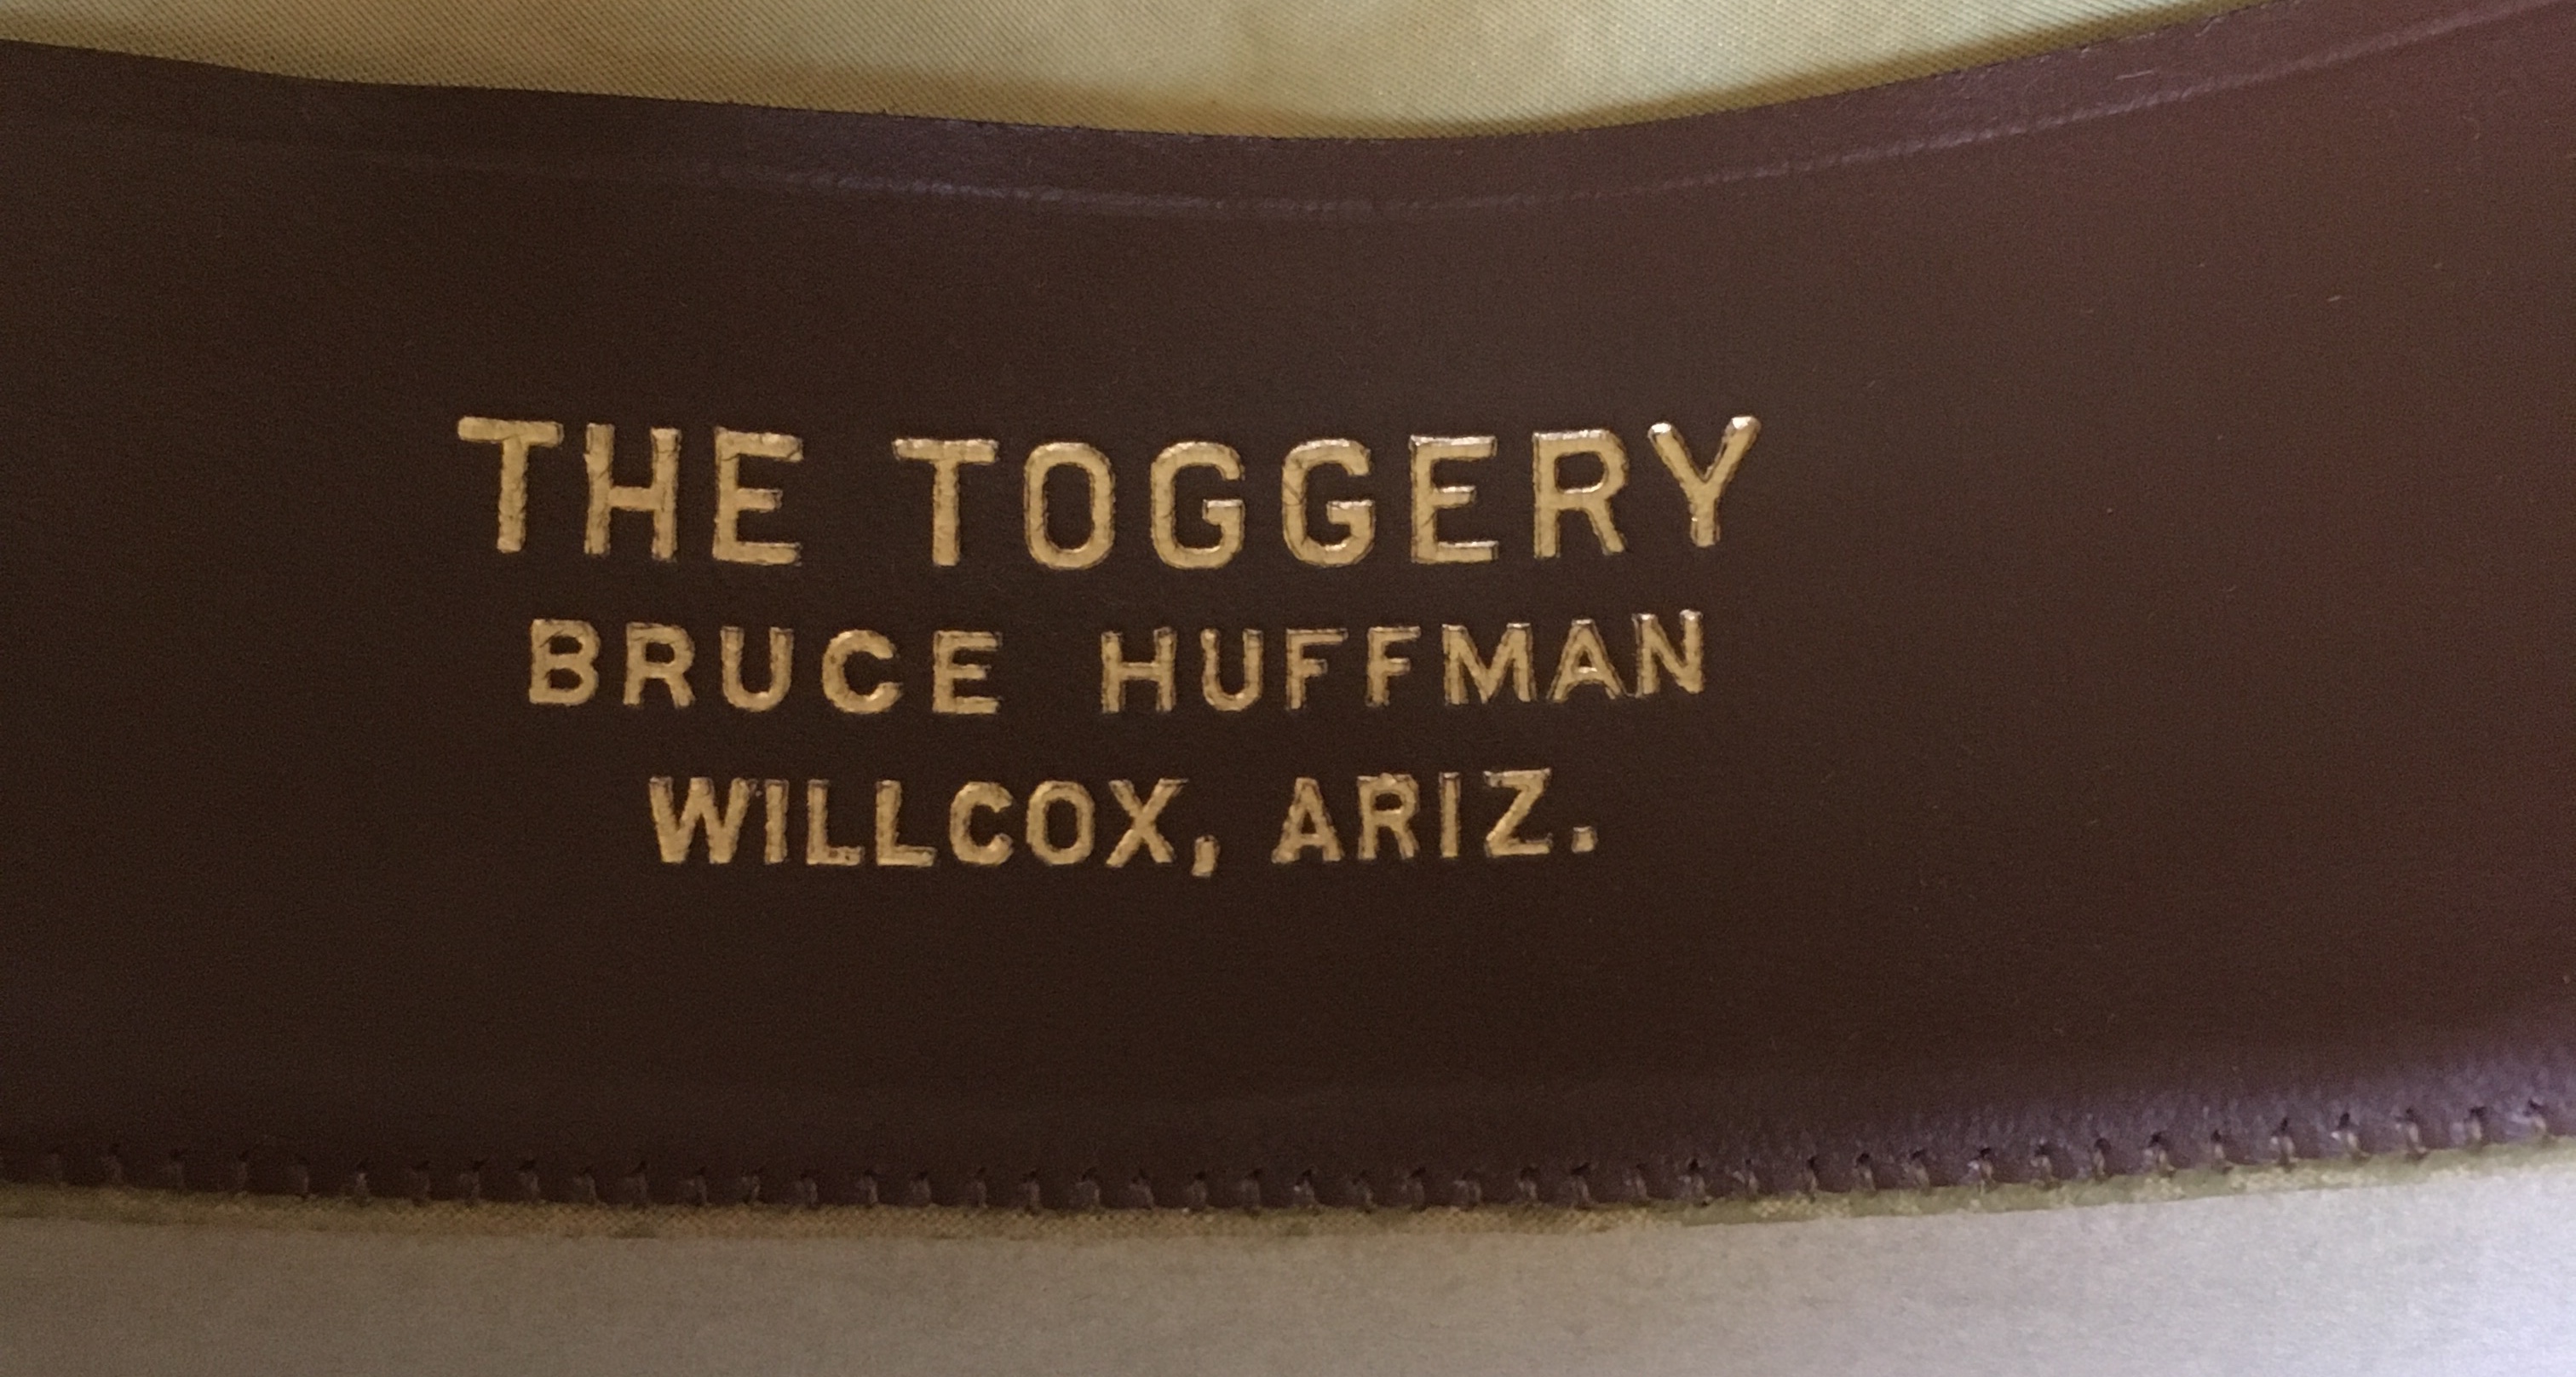 THE TOGGERY
BRUCE HUFFMAN
WILLCOX, ARIZ.